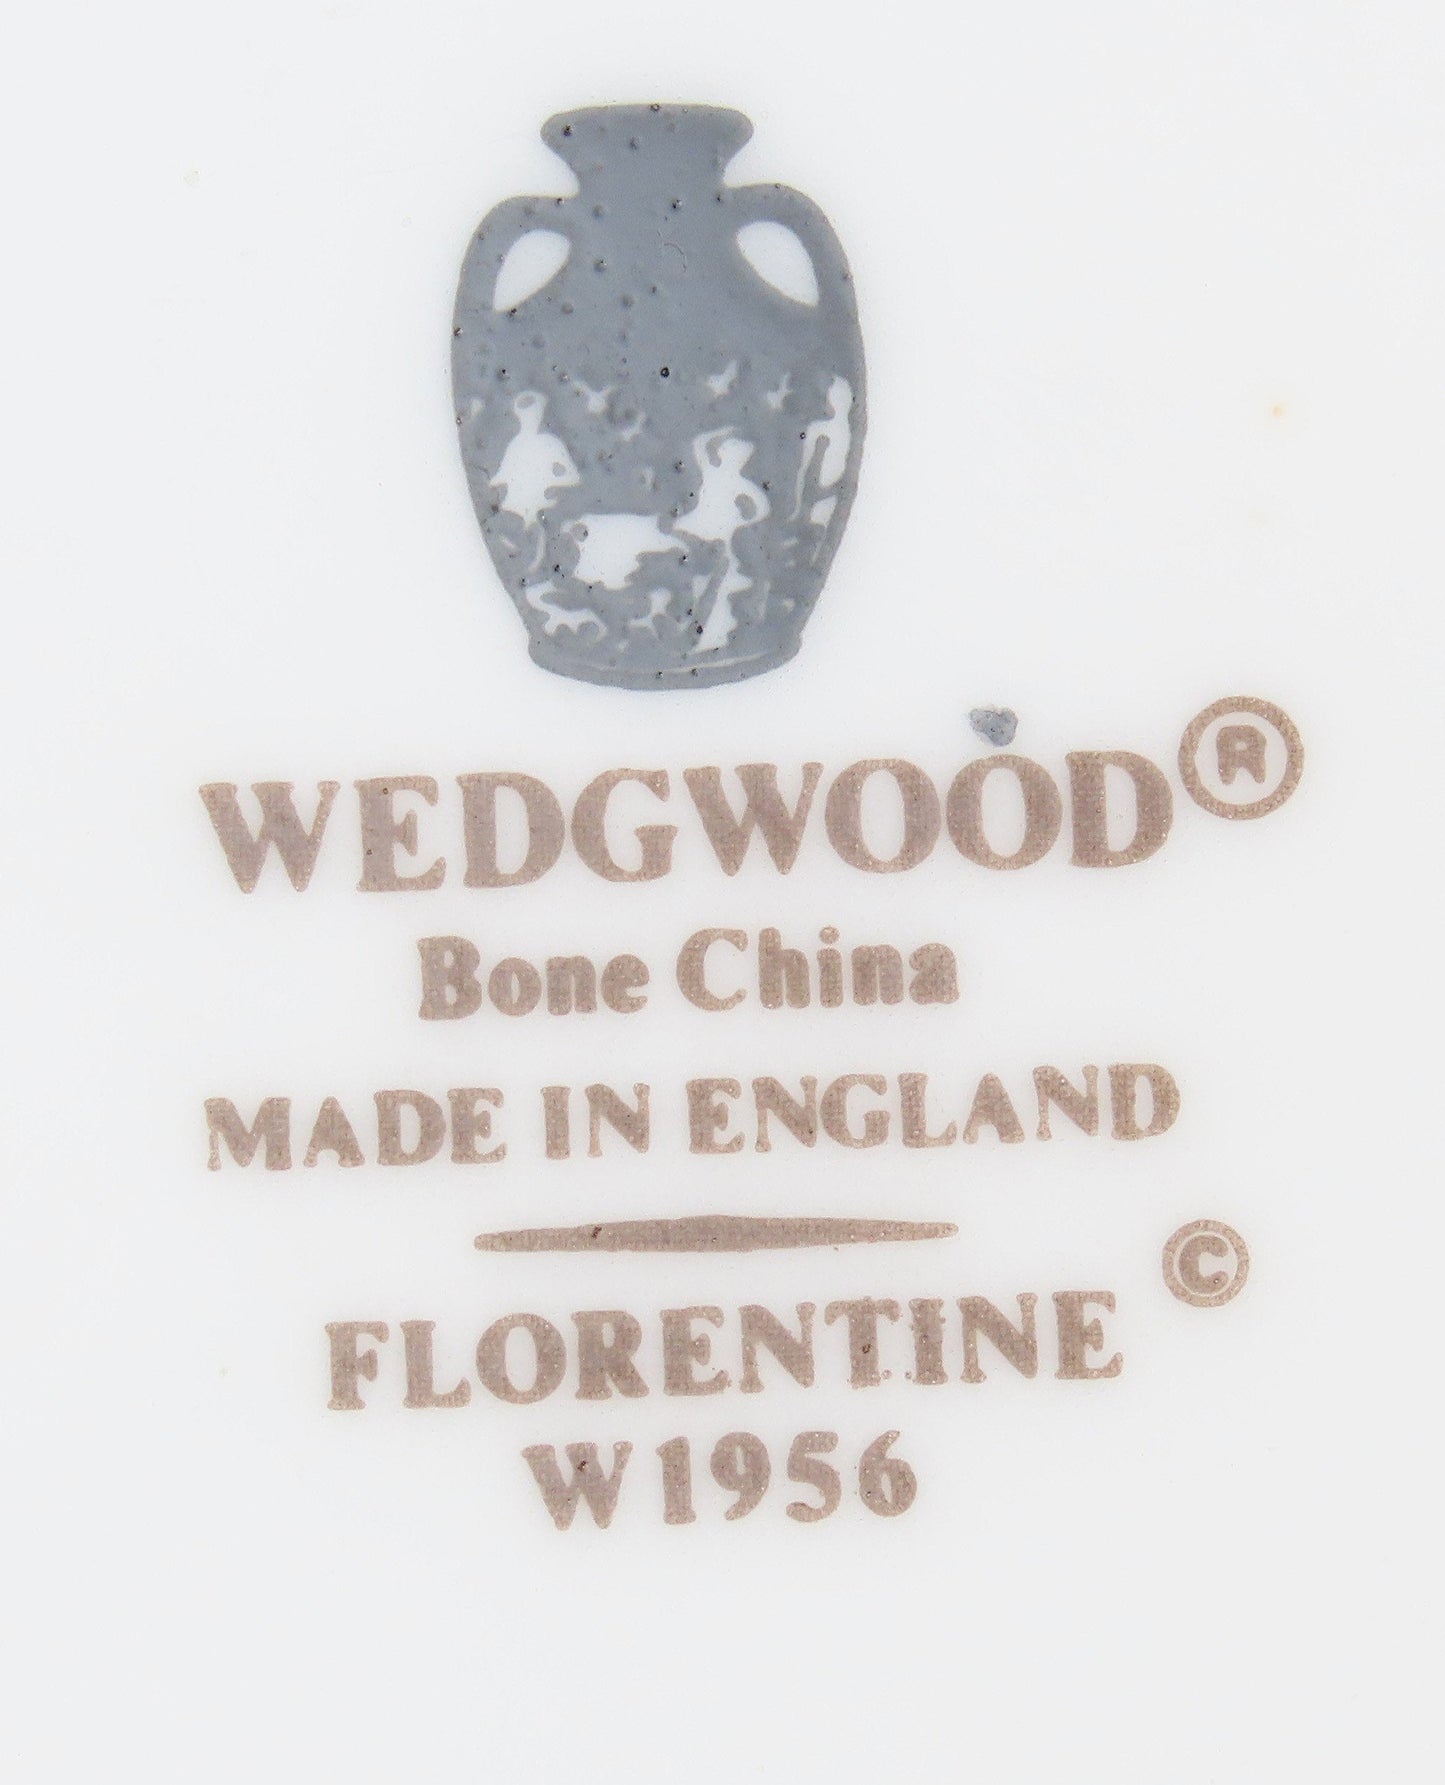 WEDGWOOD®
Bone China
MADE IN ENGLAND
FLORENTINE ©
W1956